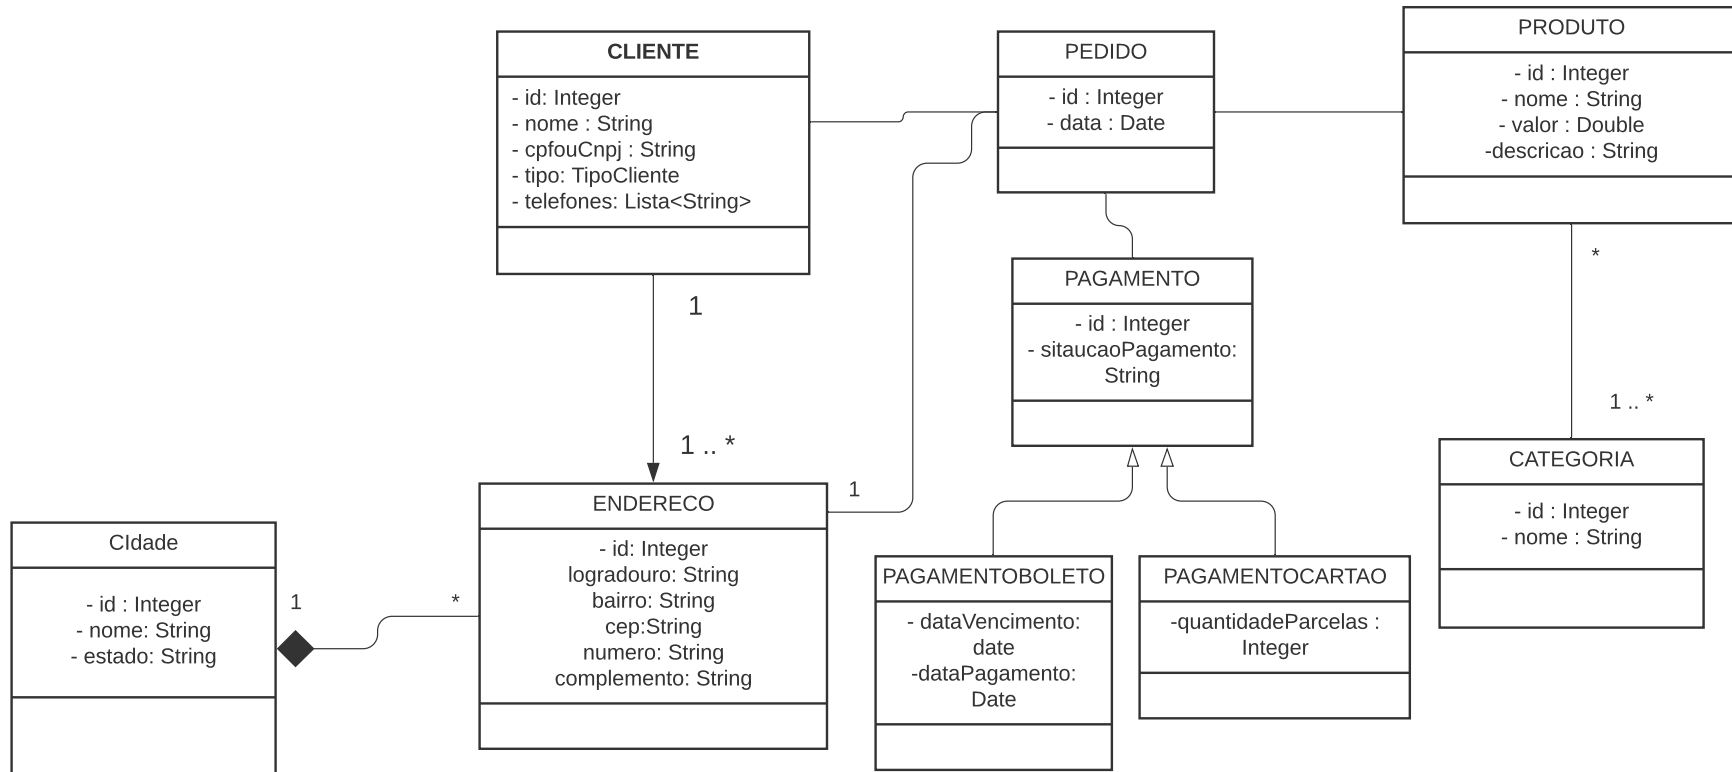 CLIENTE
- id: Integer
- nome : String
- cpfouCnpj : String
- tipo: TipoCliente
- telefones: Lista<String>
PEDIDO
- id : Integer
- data : Date
PRODUTO
- id : Integer
- nome : String
- valor : Double
-descricao : String
1
1 .. *
PAGAMENTO
- id : Integer
- sitaucaoPagamento:
String
*
1 .. *
CATEGORIA
- id : Integer
- nome : String
CIdade
- id : Integer
- nome: String
- estado: String
1
*
ENDERECO
- id: Integer
logradouro: String
bairro: String
cep:String
numero: String
complemento: String
1
PAGAMENTOBOLETO
- dataVencimento:
date
-dataPagamento:
Date
PAGAMENTOCARTAO
-quantidadeParcelas :
Integer